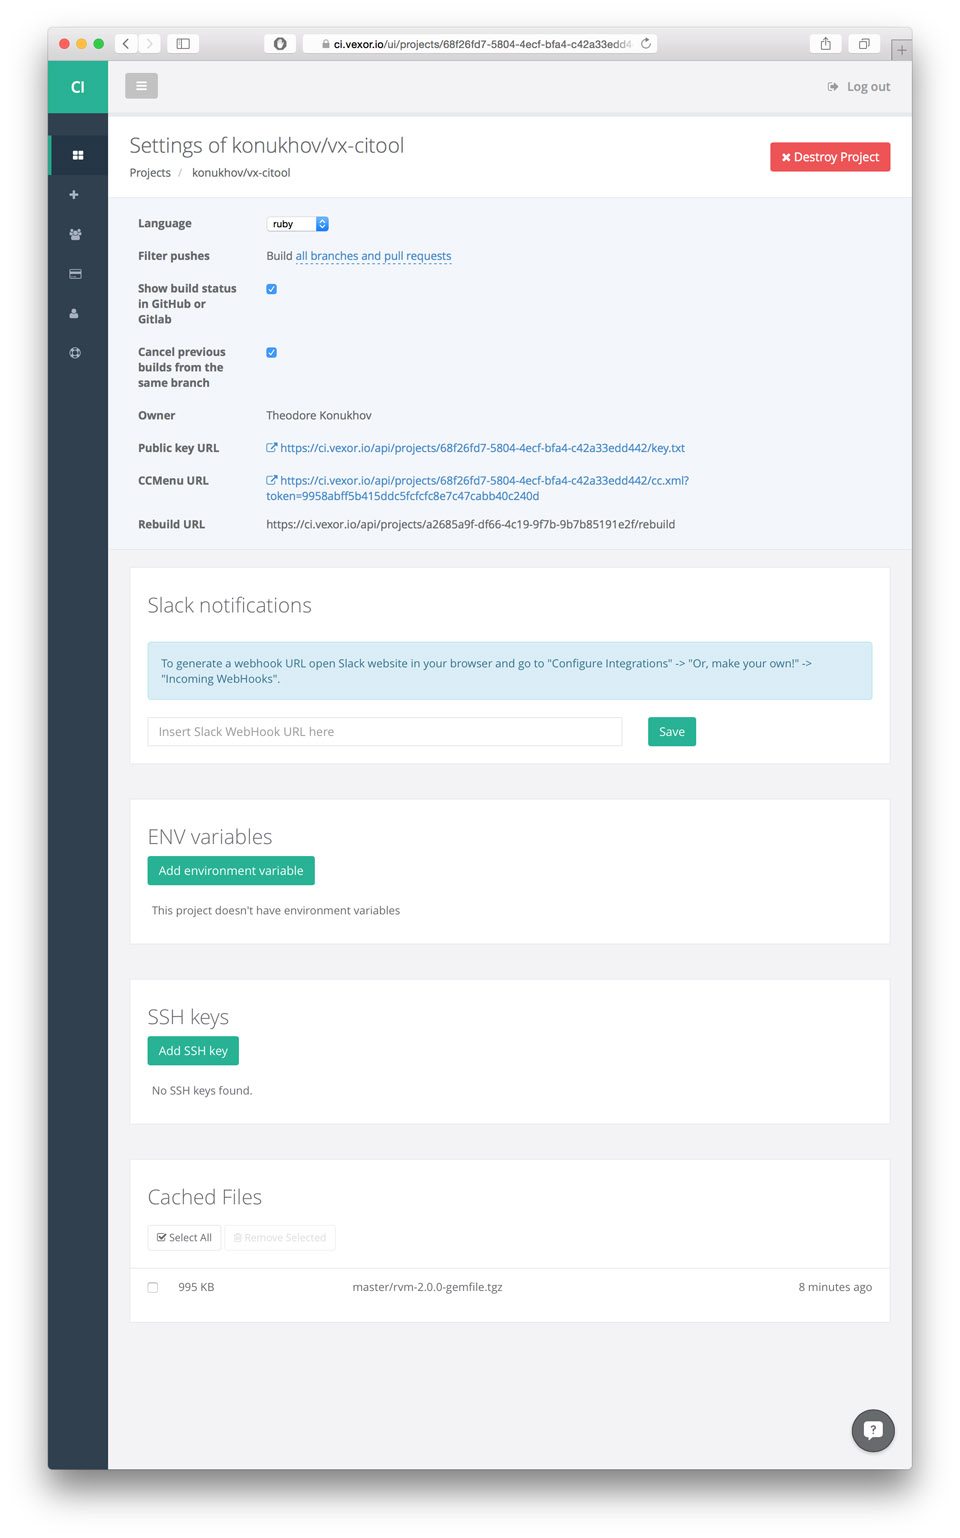 ci.vexor.io/ui/projects/68f26fd7-5804-4ecf-bfa4-c42a33edd4
CI
Log out
Settings of konukhov/vx-citool
Destroy Project
Projects / konukhov/vx-citool
Language
ruby
Filter pushes
Build all branches and pull requests
Show build status
in GitHub or
Gitlab
Cancel previous
builds from the
same branch
Owner
Theodore Konukhov
Public key URL
https://ci.vexor.io/api/projects/68f26fd7-5804-4ecf-bfa4-c42a33edd442/key.txt
CCMenu URL
https://ci.vexor.io/api/projects/68f26fd7-5804-4ecf-bfa4-c42a33edd442/cc.xml?
token=9958abff5b415ddc5fcfcfc8e7c47cabb40c240d
Rebuild URL
https://ci.vexor.io/api/projects/a2685a9f-df66-4c19-9f7b-9b7b85191e2f/rebuild
Slack notifications
To generate a webhook URL open Slack website in your browser and go to "Configure Integrations" -> "Or, make your own!" ->
"Incoming WebHooks".
Insert Slack WebHook URL here
Save
ENV variables
Add environment variable
This project doesn't have environment variables
SSH keys
Add SSH key
No SSH keys found.
Cached Files
Select All
Remove Selected
995 KB
master/rvm-2.0.0-gemfile.tgz
8 minutes ago
?